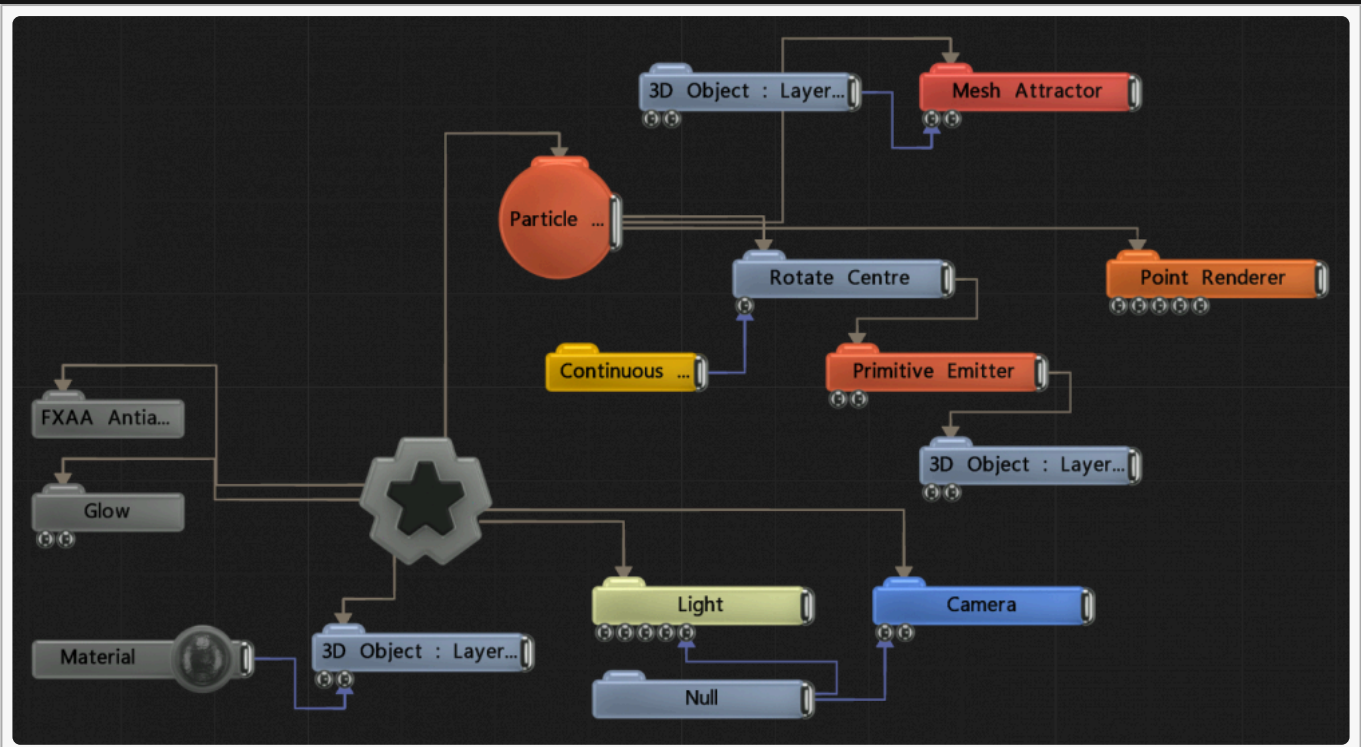 3D Object : Layer...
Mesh Attractor
Particle ...
Rotate Centre
Point Renderer
Continuous ...
Primitive Emitter
FXAA Antia...
3D Object : Layer...
Glow
Light
Camera
Material
3D Object : Layer...
Null